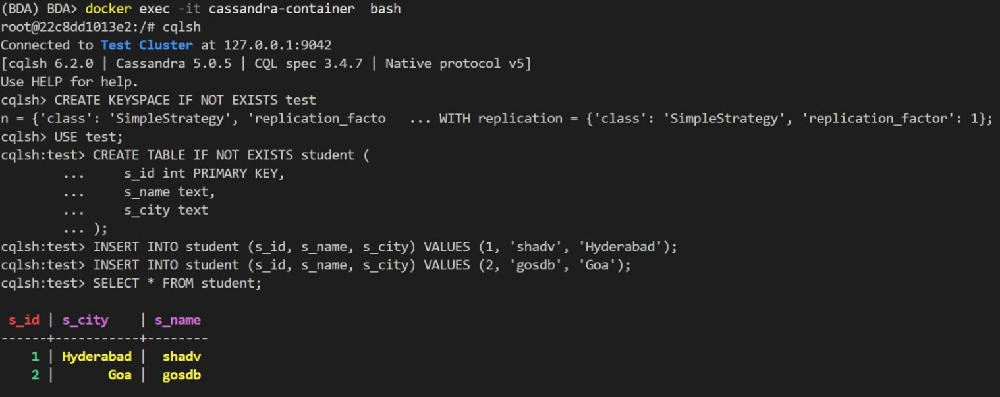 (BDA) BDA> docker exec -it cassandra-container  bash
root@22c8dd1013e2:/# cqlsh
Connected to Test Cluster at 127.0.0.1:9042
[cqlsh 6.2.0 | Cassandra 5.0.5 | CQL spec 3.4.7 | Native protocol v5]
Use HELP for help.
cqlsh> CREATE KEYSPACE IF NOT EXISTS test
n = {'class': 'SimpleStrategy', 'replication_facto   ... WITH replication = {'class': 'SimpleStrategy', 'replication_factor': 1};
cqlsh> USE test;
cqlsh:test> CREATE TABLE IF NOT EXISTS student (
        ...     s_id int PRIMARY KEY,
        ...     s_name text,
        ...     s_city text
        ... );
cqlsh:test> INSERT INTO student (s_id, s_name, s_city) VALUES (1, 'shadv', 'Hyderabad');
cqlsh:test> INSERT INTO student (s_id, s_name, s_city) VALUES (2, 'gosdb', 'Goa');
cqlsh:test> SELECT * FROM student;

 s_id | s_city    | s_name
------+-----------+--------
    1 | Hyderabad |  shadv
    2 |       Goa |  gosdb